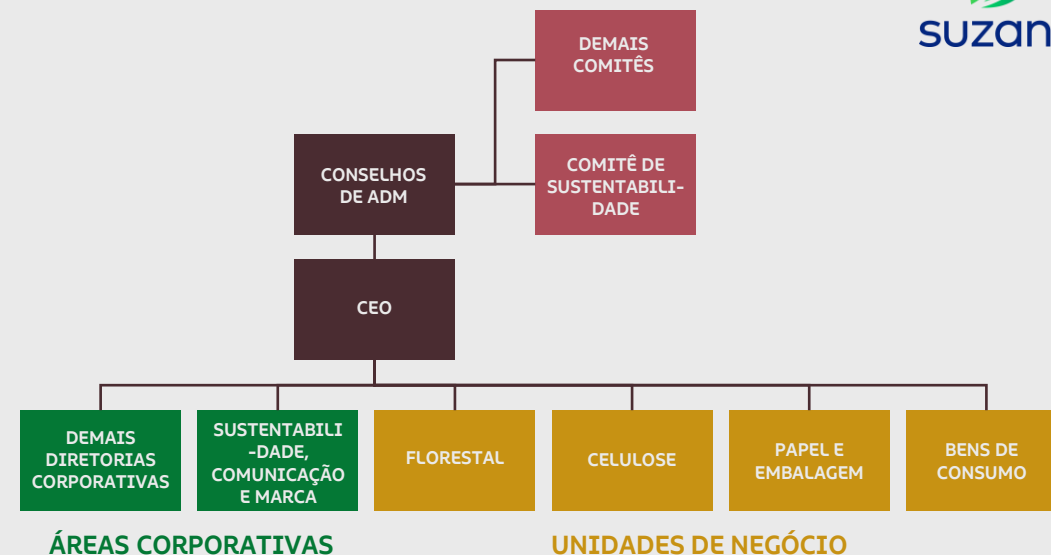 suzan
DEMAIS
COMITÊS
CONSELHOS
DE ADM
COMITÊ DE
SUSTENTABILI-
DADE
CEO
DEMAIS
DIRETORIAS
CORPORATIVAS
SUSTENTABILI
-DADE,
COMUNICAÇÃO
E MARCA
FLORESTAL
CELULOSE
PAPEL E
EMBALAGEM
BENS DE
CONSUMO
ÁREAS CORPORATIVAS
UNIDADES DE NEGÓCIO